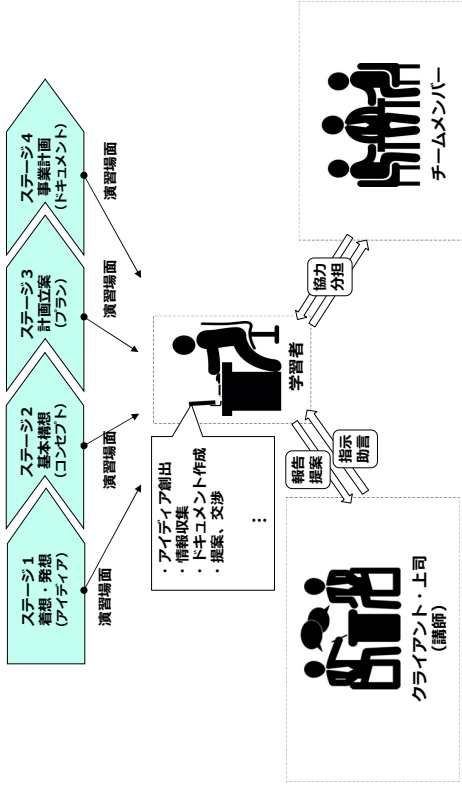 ステージ1
着想・発想
(アイディア)
ステージ2
基本構想
(コンセプト)
ステージ3
計画立案
(プラン)
ステージ4
事業計画
(ドキュメント)
演習場面
演習場面
演習場面
演習場面
・アイディア創出
・情報収集
・ドキュメント作成
・提案、交渉
⋮
学習者
報告
提案
指示
助言
協力
分担
クライアント・上司
(講師)
チームメンバー